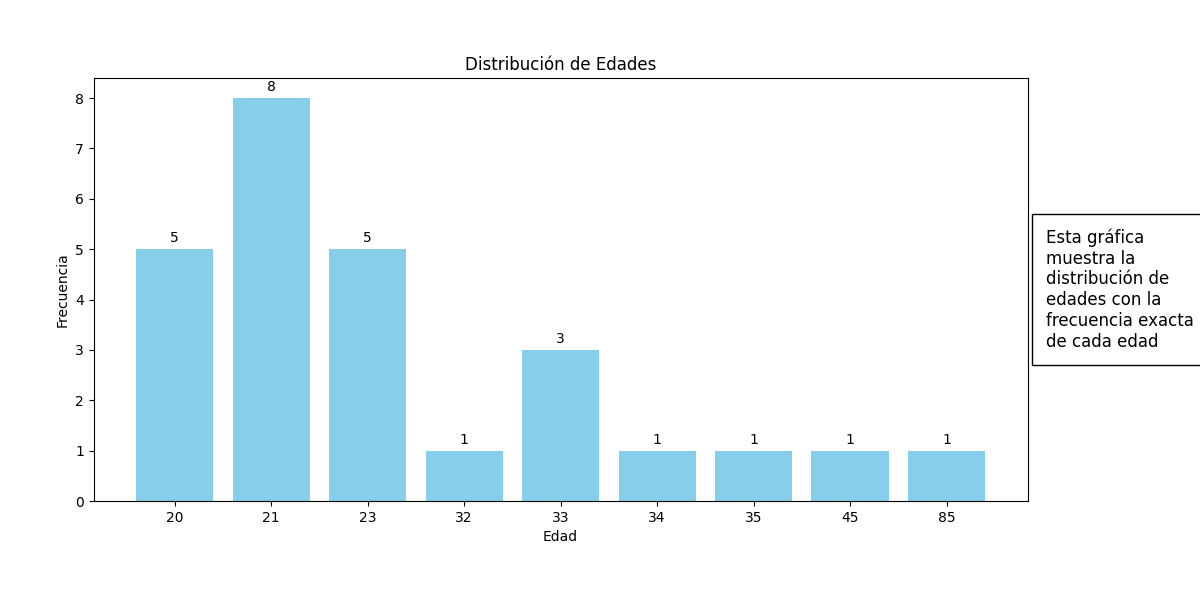 Distribución de Edades
8
8
7
6
5
5
5
4
3
3
2
1
1
1
1
1
1
0
Frecuencia
20 21 23 32 33 34 35 45 85
Edad
Esta gráfica
muestra la
distribución de
edades con la
frecuencia exacta
de cada edad